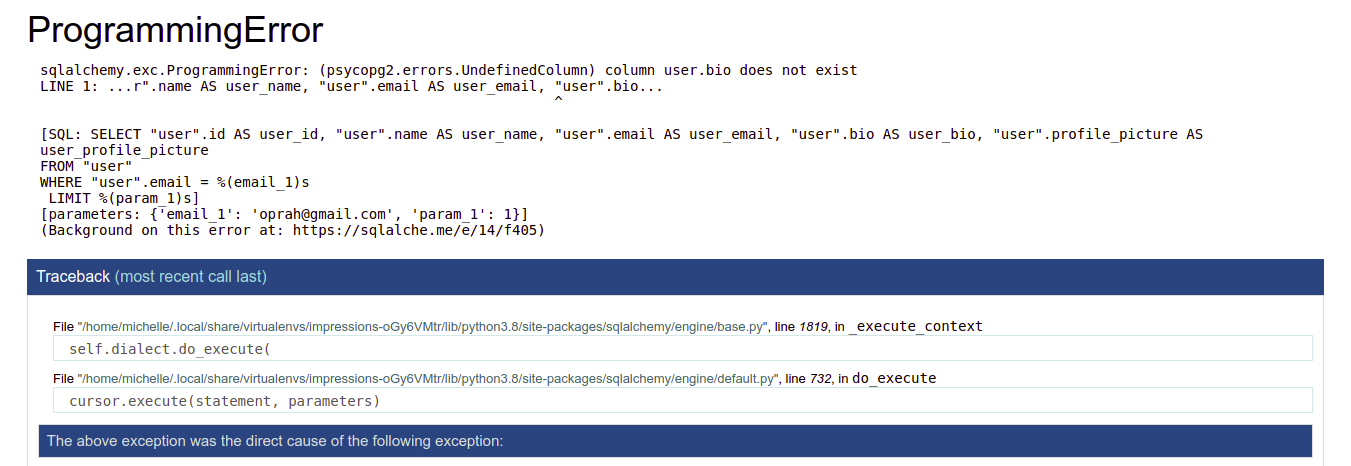 ProgrammingError
sqlalchemy.exc.ProgrammingError: (psycopg2.errors.UndefinedColumn) column user.bio does not exist
LINE 1: ...r".name AS user_name, "user".email AS user_email, "user".bio...
^
[SQL: SELECT "user".id AS user_id, "user".name AS user_name, "user".email AS user_email, "user".bio AS user_bio, "user".profile_picture AS
user_profile_picture
FROM "user"
WHERE "user".email = %(email_1)s
LIMIT %(param_1)s]
[parameters: {'email_1': 'oprah@gmail.com', 'param_1': 1}]
(Background on this error at: https://sqlalche.me/e/14/f405)
Traceback (most recent call last)
File "/home/michelle/.local/share/virtualenvs/impressions-oGy6VMtr/lib/python3.8/site-packages/sqlalchemy/engine/base.py", line 1819, in _execute_context
self.dialect.do_execute(
File "/home/michelle/.local/share/virtualenvs/impressions-oGy6VMtr/lib/python3.8/site-packages/sqlalchemy/engine/default.py", line 732, in do_execute
cursor.execute(statement, parameters)
The above exception was the direct cause of the following exception: